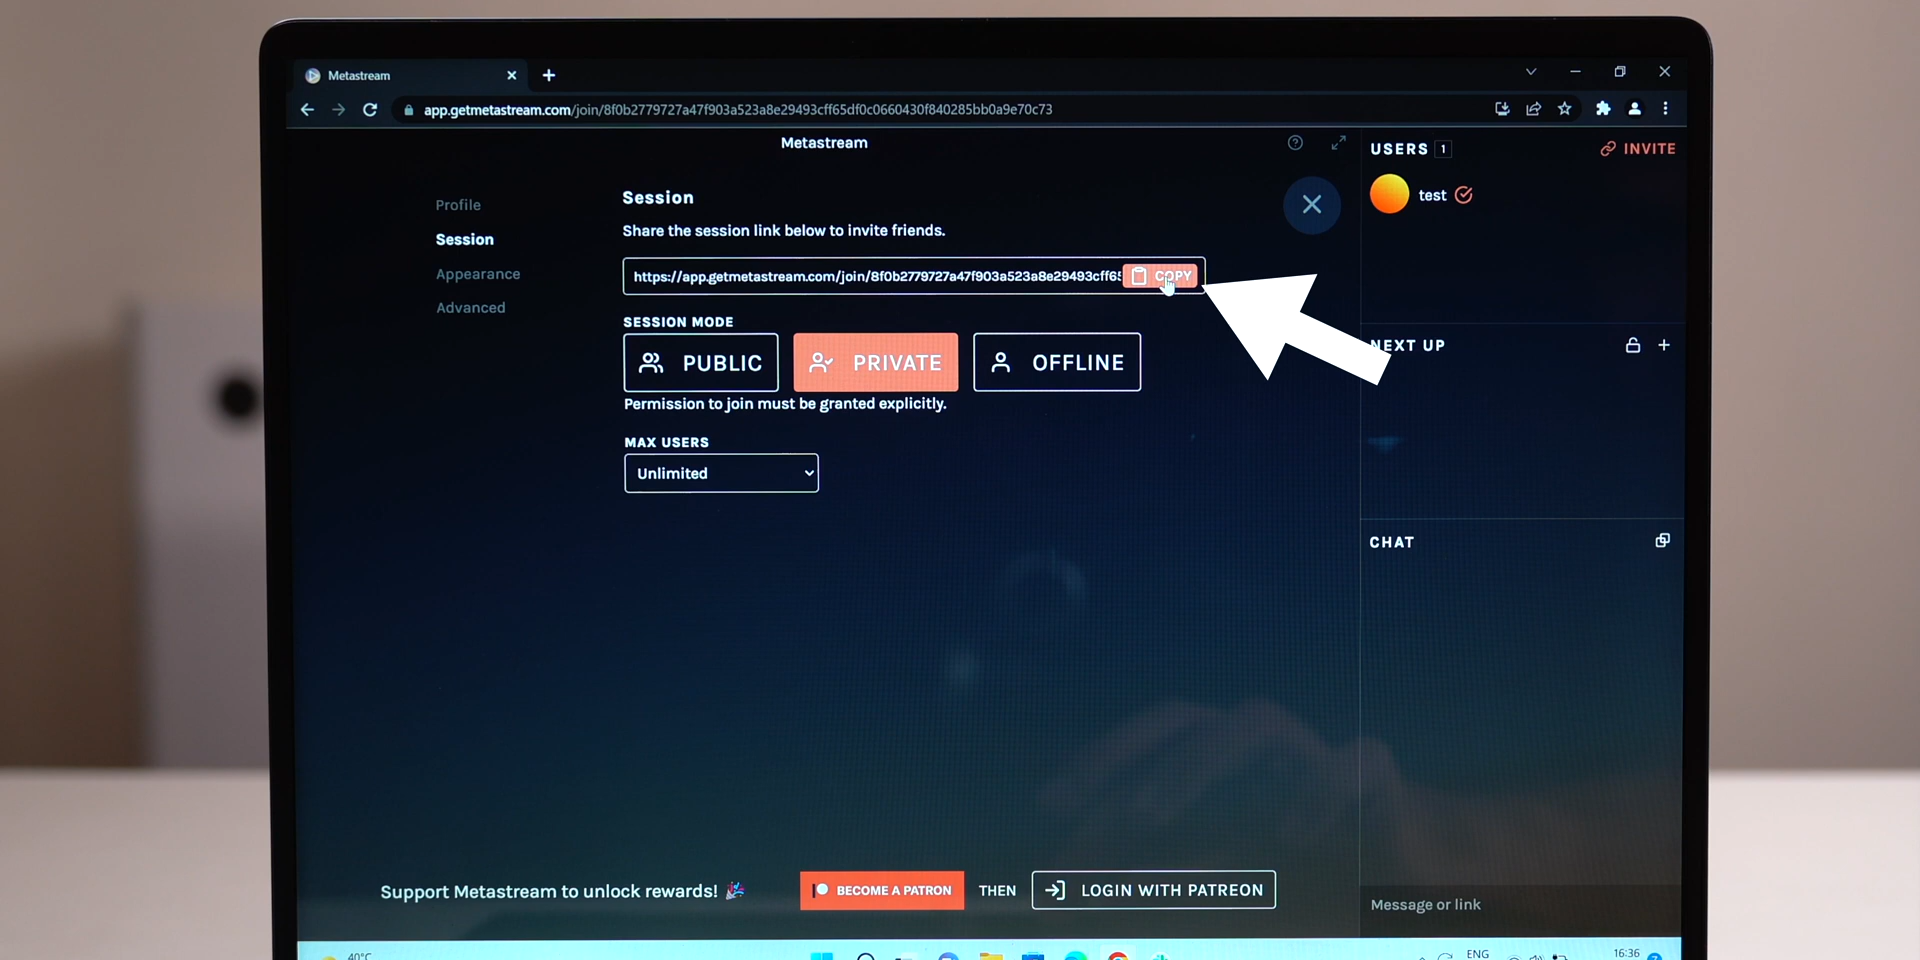 Metastream
app.getmetastream.com/join/8f0b2779727a47f903a523a8e29493cff65df0c0660430f840285bb0a9e70c73
Metastream
Profile
Session
Appearance
Advanced
Session
Share the session link below to invite friends.
https://app.getmetastream.com/join/8f0b2779727a47f903a523a8e29493cff65
COPY
SESSION MODE
PUBLIC
PRIVATE
OFFLINE
Permission to join must be granted explicitly.
MAX USERS
Unlimited
USERS 1
INVITE
test
NEXT UP
CHAT
Message or link
Support Metastream to unlock rewards!
BECOME A PATRON
THEN
LOGIN WITH PATREON
40°C
ENG
16:36